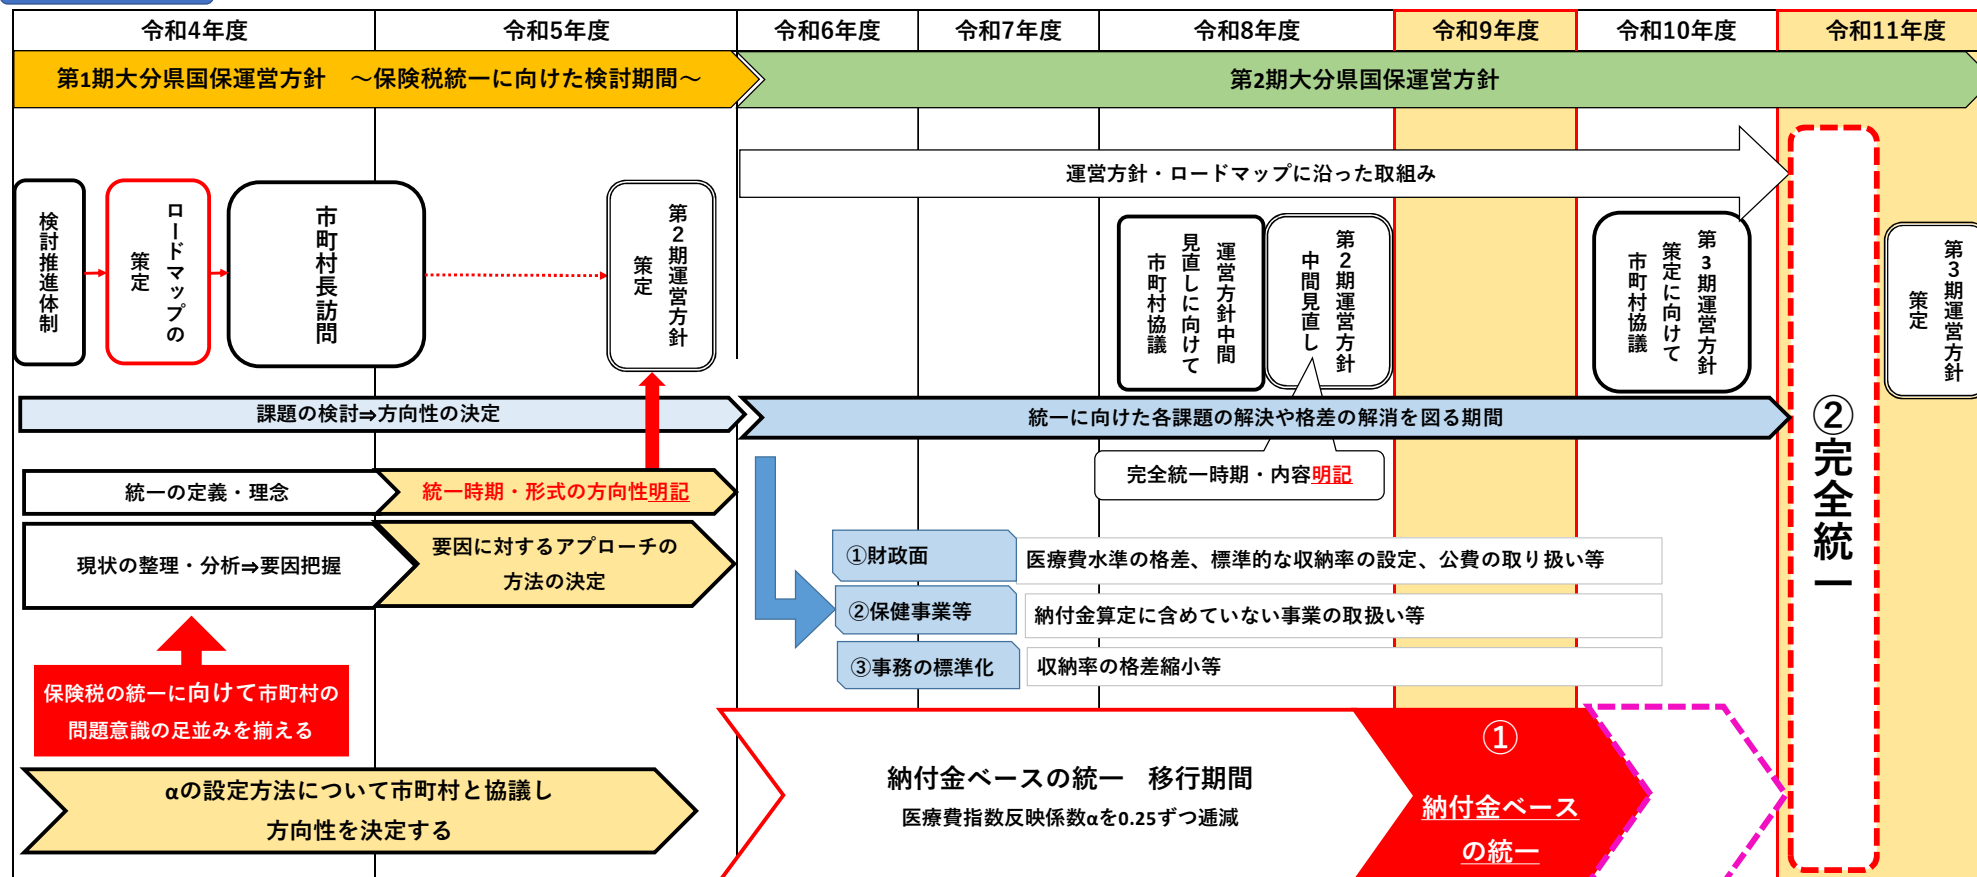 令和4年度
令和5年度
令和6年度
令和7年度
令和8年度
令和9年度
令和10年度
令和11年度
第1期大分県国保運営方針　～保険税統一に向けた検討期間～
第2期大分県国保運営方針
運営方針・ロードマップに沿った取組み
検討推進体制
ロードマップの
策定
市町村長訪問
第2期運営方針
策定
運営方針中間
見直しに向けて
市町村協議
第2期運営方針
中間見直し
第3期運営方針
策定に向けて
市町村協議
第3期運営方針
策定
課題の検討⇒方向性の決定
統一に向けた各課題の解決や格差の解消を図る期間
②完全統一
完全統一時期・内容明記
統一の定義・理念
統一時期・形式の方向性明記
現状の整理・分析⇒要因把握
要因に対するアプローチの
方法の決定
①財政面
医療費水準の格差、標準的な収納率の設定、公費の取り扱い等
②保健事業等
納付金算定に含めていない事業の取扱い等
③事務の標準化
収納率の格差縮小等
保険税の統一に向けて市町村の
問題意識の足並みを揃える
αの設定方法について市町村と協議し
方向性を決定する
納付金ベースの統一　移行期間
医療費指数反映係数αを0.25ずつ逓減
①
納付金ベース
の統一